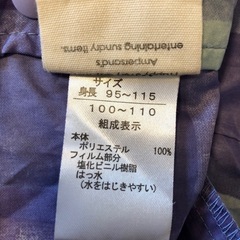 Ampersand's
entertaining sundry items.
サイズ
身長 95〜115
100〜110
組成表示
本体
ポリエステル 100%
フィルム部分
塩化ビニル樹脂
はっ水
(水をはじきやすい)